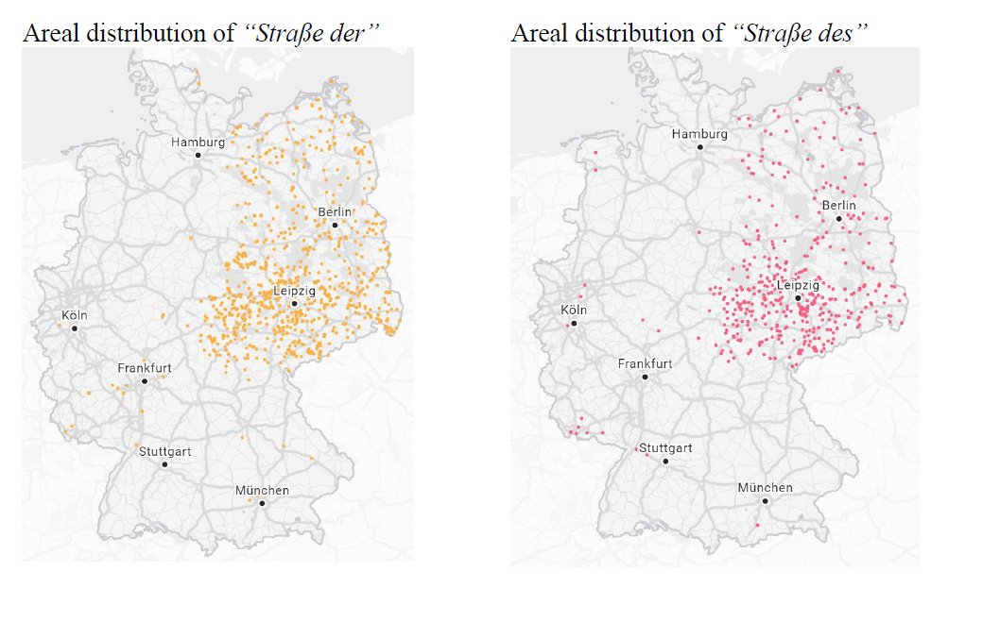 Areal distribution of “Straße der”
Areal distribution of “Straße des”
Hamburg
Berlin
Leipzig
Köln
Frankfurt
Stuttgart
München
Hamburg
Berlin
Leipzig
Köln
Frankfurt
Stuttgart
München